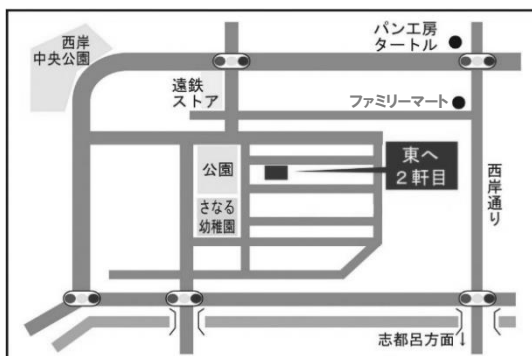 西岸
中央公園
パン工房
タートル
遠鉄
ストア
ファミリーマート
公園
東へ
2軒目
西岸通り
さなる
幼稚園
志都呂方面↓